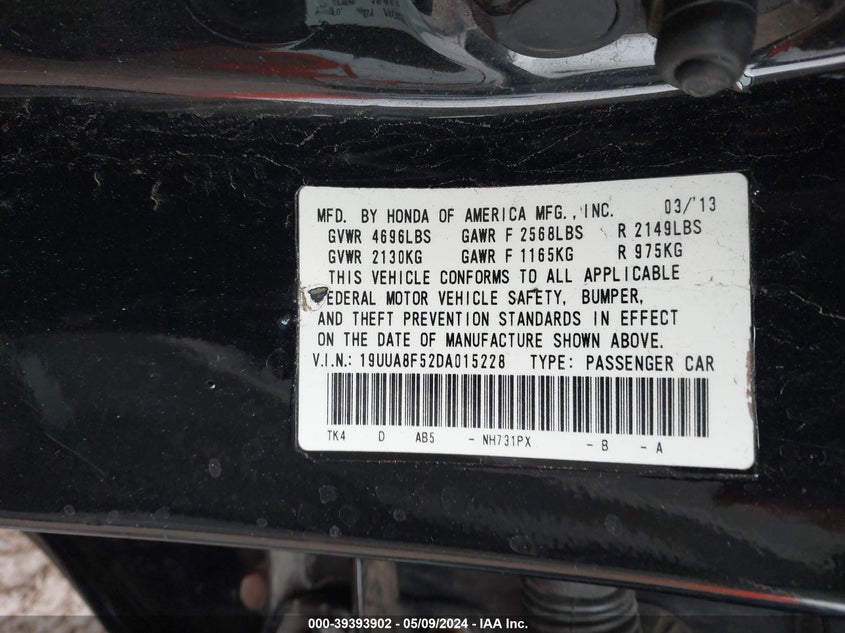 MFD. BY HONDA OF AMERICA MFG., INC. 03/'13
GVWR 4696LBS GAWR F 2568LBS R 2149LBS
GVWR 2130KG GAWR F 1165KG R 975KG
THIS VEHICLE CONFORMS TO ALL APPLICABLE
FEDERAL MOTOR VEHICLE SAFETY, BUMPER,
AND THEFT PREVENTION STANDARDS IN EFFECT
ON THE DATE OF MANUFACTURE SHOWN ABOVE.
V.I.N.: 19UUA8F52DA015228 TYPE: PASSENGER CAR
TK4 D AB5 - NH731PX - B - A
000-39393902 - 05/09/2024 - IAA Inc.